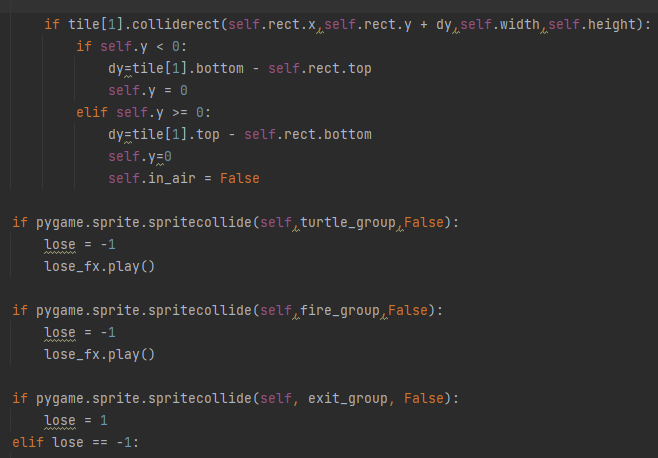 if tile[1].colliderect(self.rect.x,self.rect.y + dy,self.width,self.height):
if self.y < 0:
dy=tile[1].bottom - self.rect.top
self.y = 0
elif self.y >= 0:
dy=tile[1].top - self.rect.bottom
self.y=0
self.in_air = False
if pygame.sprite.spritecollide(self,turtle_group,False):
lose = -1
lose_fx.play()
if pygame.sprite.spritecollide(self,fire_group,False):
lose = -1
lose_fx.play()
if pygame.sprite.spritecollide(self, exit_group, False):
lose = 1
elif lose == -1: